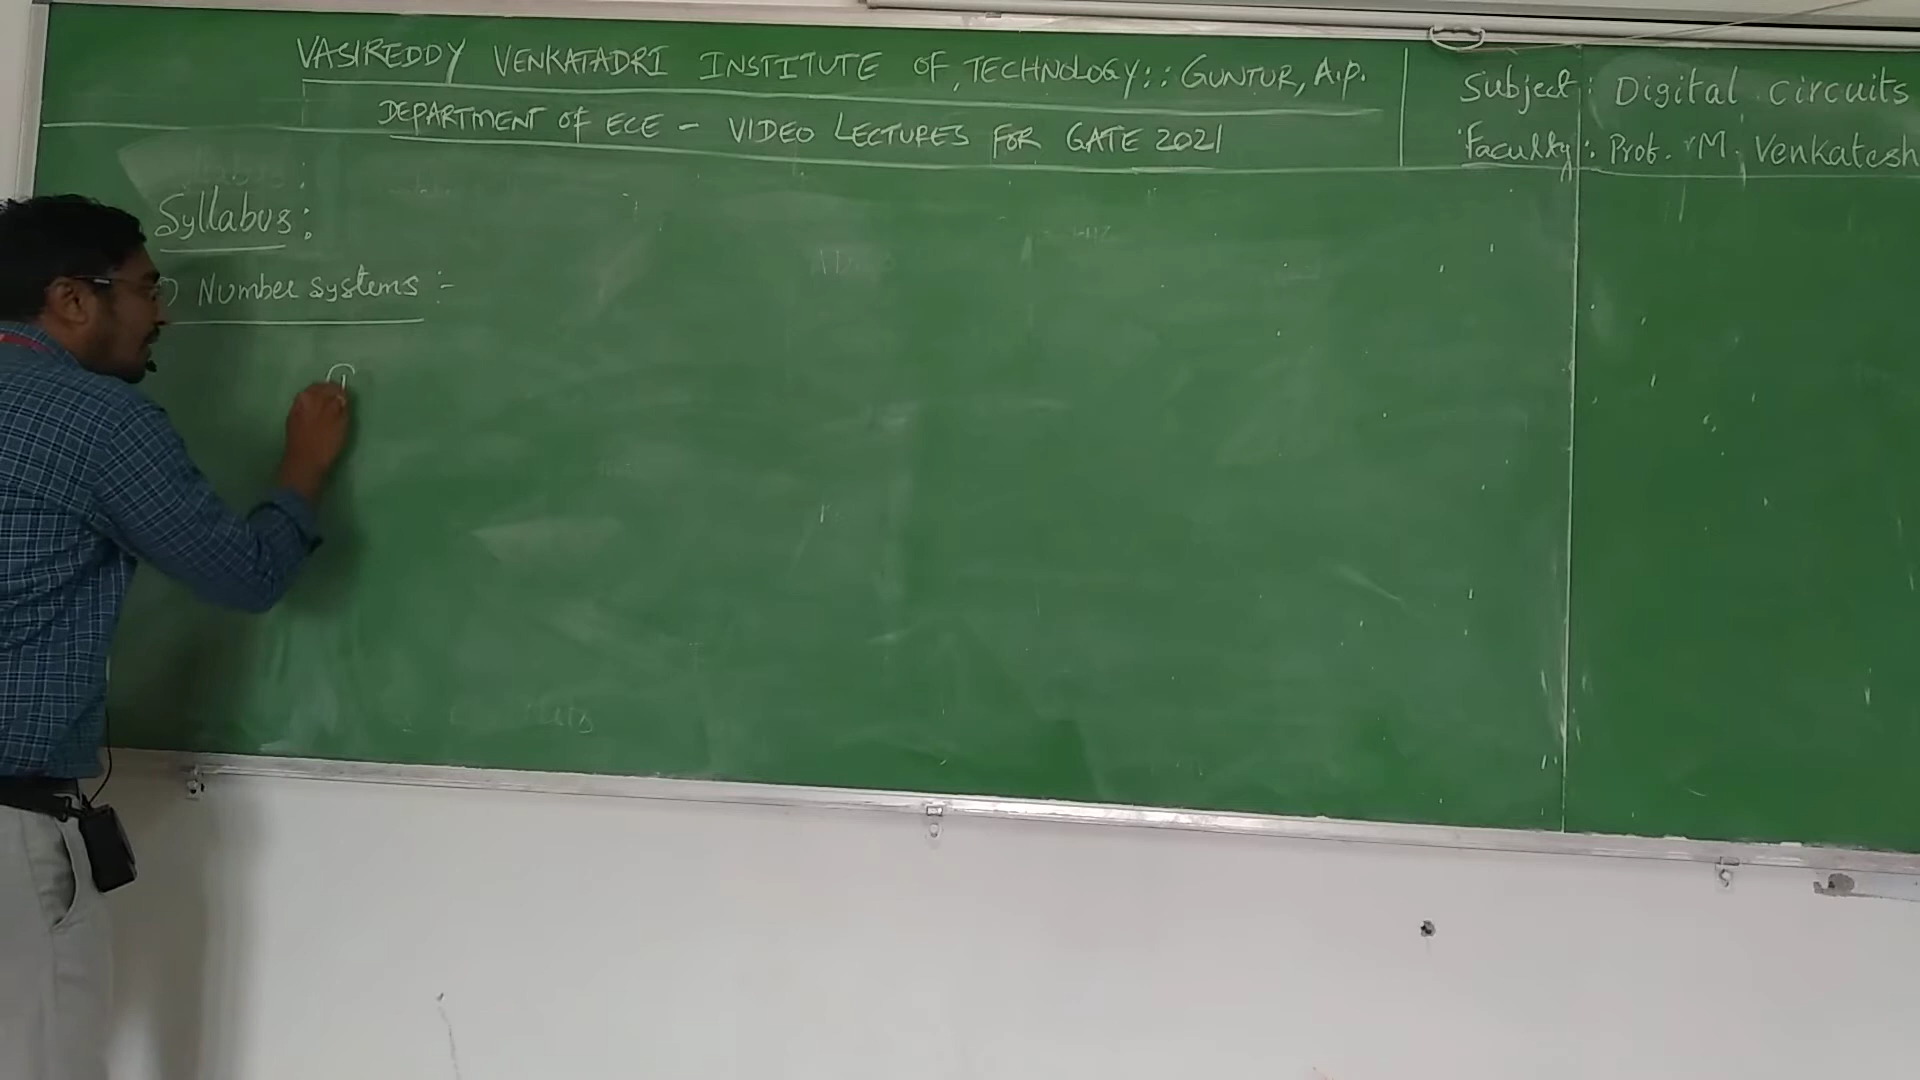 VASIREDDY VENKATADRI INSTITUTE OF TECHNOLOGY:: GUNTUR, A.P.
DEPARTMENT OF ECE - VIDEO LECTURES FOR GATE 2021
Subject: Digital Circuits
Faculty: Prof. M. Venkatesh
Syllabus:
) Number systems :-